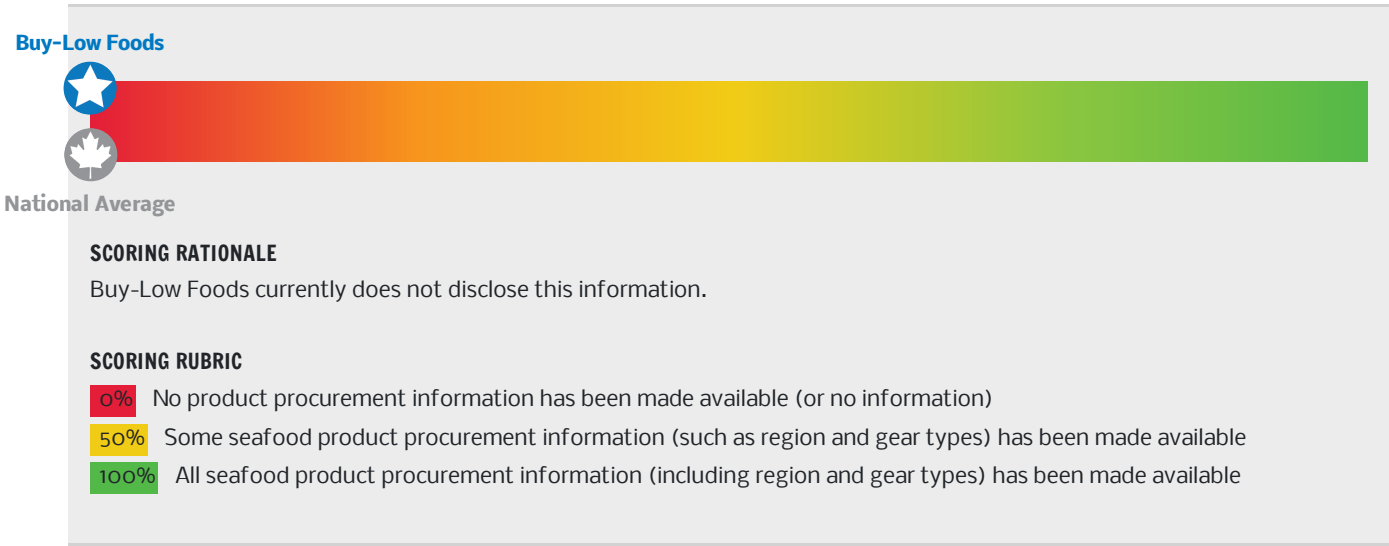 Buy-Low Foods
National Average
SCORING RATIONALE
Buy-Low Foods currently does not disclose this information.
SCORING RUBRIC
0% No product procurement information has been made available (or no information)
50% Some seafood product procurement information (such as region and gear types) has been made available
100% All seafood product procurement information (including region and gear types) has been made available